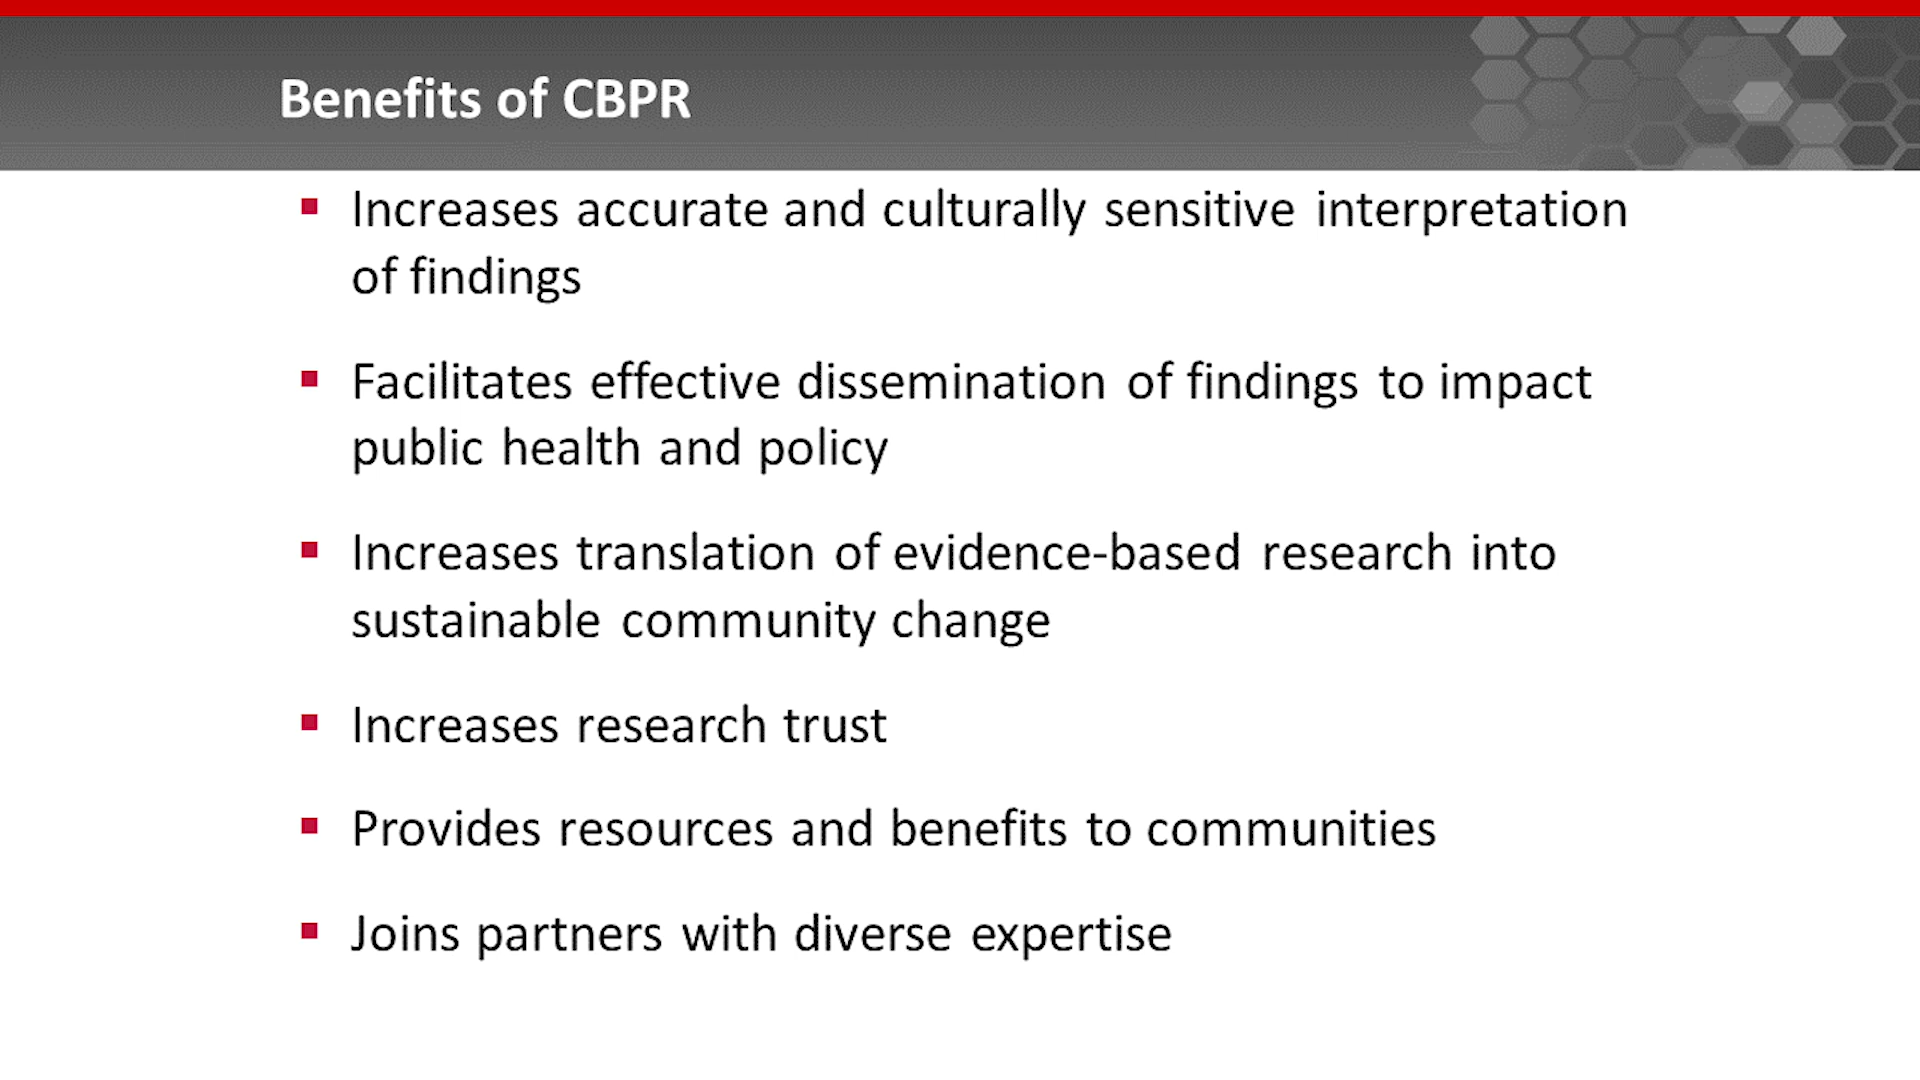 Benefits of CBPR
▪ Increases accurate and culturally sensitive interpretation
of findings
▪ Facilitates effective dissemination of findings to impact
public health and policy
▪ Increases translation of evidence-based research into
sustainable community change
▪ Increases research trust
▪ Provides resources and benefits to communities
▪ Joins partners with diverse expertise